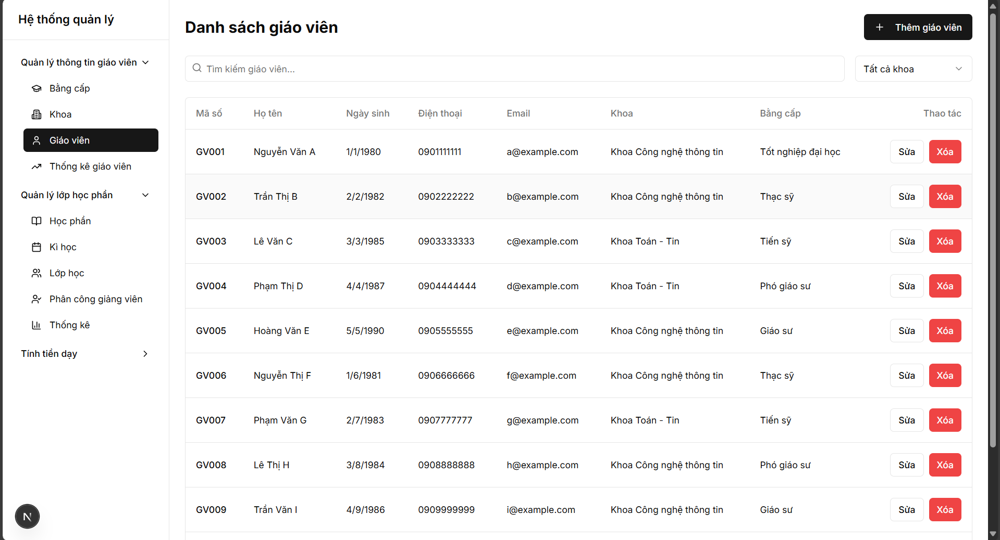 Hệ thống quản lý
Quản lý thông tin giáo viên
Bằng cấp
Khoa
Giáo viên
Thống kê giáo viên
Quản lý lớp học phần
Học phần
Kì học
Lớp học
Phân công giảng viên
Thống kê
Tính tiền dạy
N
Danh sách giáo viên
Thêm giáo viên
Tìm kiếm giáo viên...
Tất cả khoa
Mã số Họ tên Ngày sinh Điện thoại Email Khoa Bằng cấp Thao tác
GV001 Nguyễn Văn A 1/1/1980 0901111111 a@example.com Khoa Công nghệ thông tin Tốt nghiệp đại học Sửa Xóa
GV002 Trần Thị B 2/2/1982 0902222222 b@example.com Khoa Công nghệ thông tin Thạc sỹ Sửa Xóa
GV003 Lê Văn C 3/3/1985 0903333333 c@example.com Khoa Toán - Tin Tiến sỹ Sửa Xóa
GV004 Phạm Thị D 4/4/1987 0904444444 d@example.com Khoa Toán - Tin Phó giáo sư Sửa Xóa
GV005 Hoàng Văn E 5/5/1990 0905555555 e@example.com Khoa Công nghệ thông tin Giáo sư Sửa Xóa
GV006 Nguyễn Thị F 1/6/1981 0906666666 f@example.com Khoa Công nghệ thông tin Thạc sỹ Sửa Xóa
GV007 Phạm Văn G 2/7/1983 0907777777 g@example.com Khoa Toán - Tin Tiến sỹ Sửa Xóa
GV008 Lê Thị H 3/8/1984 0908888888 h@example.com Khoa Công nghệ thông tin Phó giáo sư Sửa Xóa
GV009 Trần Văn I 4/9/1986 0909999999 i@example.com Khoa Công nghệ thông tin Giáo sư Sửa Xóa